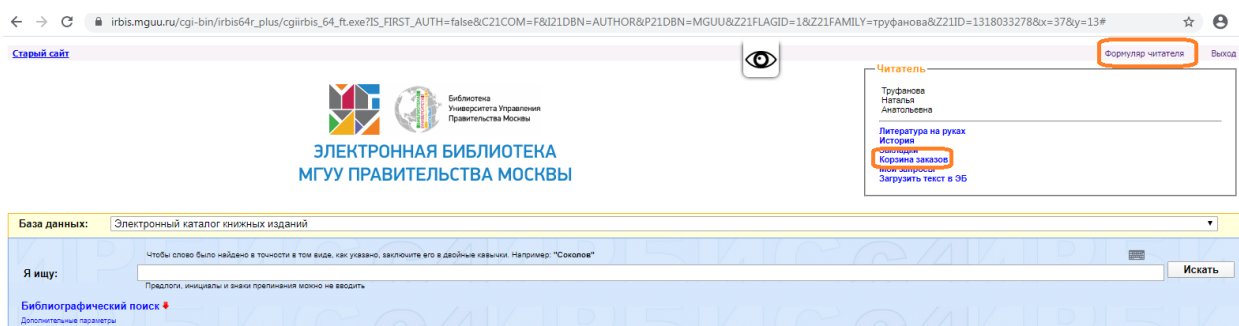 irbis.mguu.ru/cgi-bin/irbis64r_plus/cgiirbis_64_ft.exe?IS_FIRST_AUTH=false&C21COM=F&I21DBN=AUTHOR&P21DBN=MGUU&Z21FLAGID=1&Z21FAMILY=труфанова&Z21ID=1318033278&x=37&y=13#
Старый сайт
Формуляр читателя Выход
Читатель
Труфанова
Наталья
Анатольевна
Библиотека
Университета Управления
Правительства Москвы
ЭЛЕКТРОННАЯ БИБЛИОТЕКА
МГУУ ПРАВИТЕЛЬСТВА МОСКВЫ
Литература на руках
История
Закладки
Корзина заказов
Мои запросы
Загрузить текст в ЭБ
База данных: Электронный каталог книжных изданий
Чтобы слово было найдено в точности в том виде, как указано, заключите его в двойные кавычки. Например: "Соколов"
Я ищу: Искать
Предлоги, инициалы и знаки препинания можно не вводить
Библиографический поиск
Дополнительные параметры